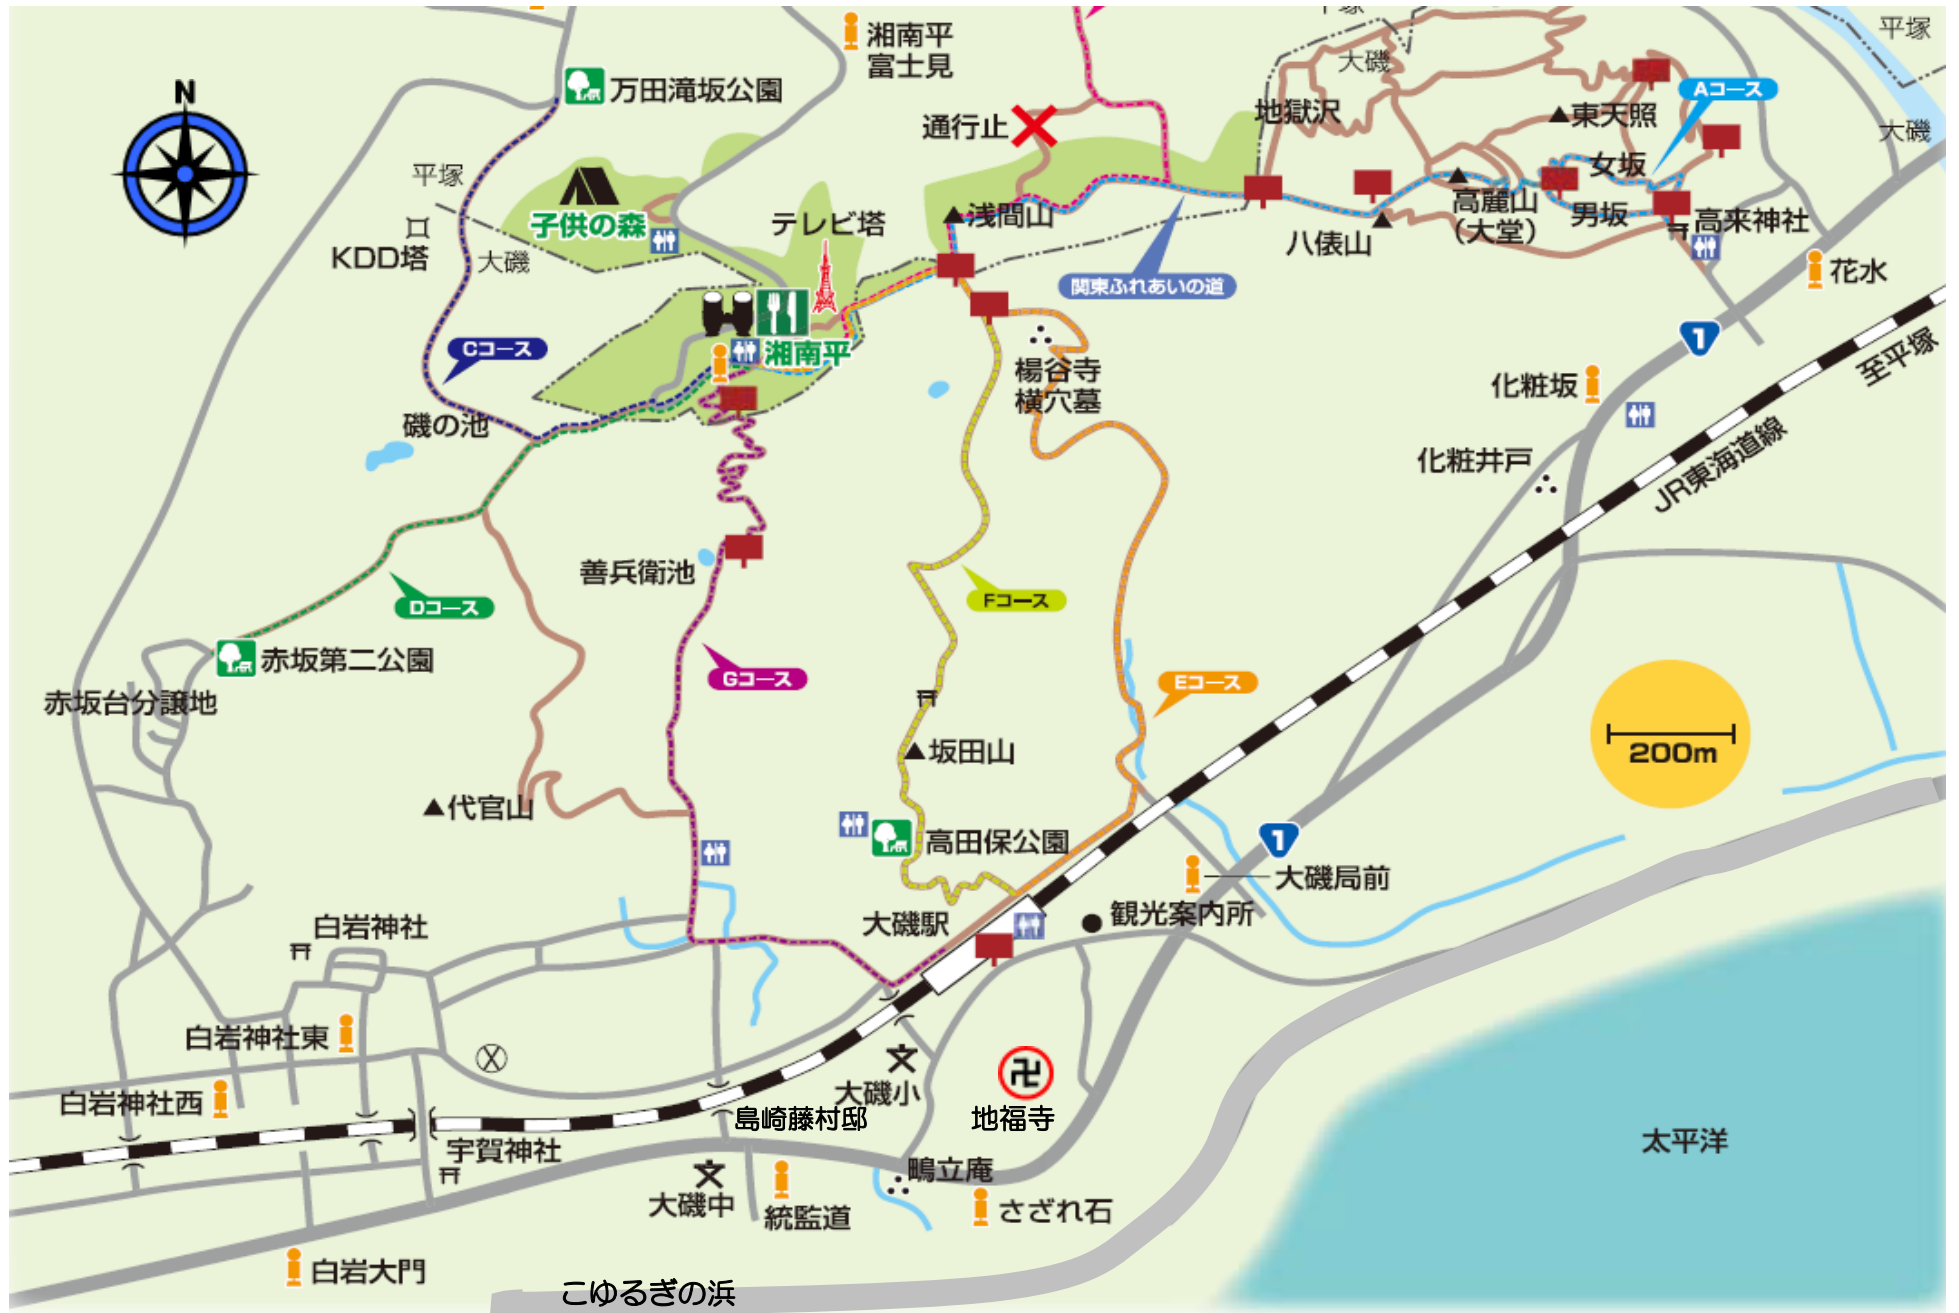 N
湘南平
富士見
万田滝坂公園
平塚
大磯
平塚
大磯
通行止
地獄沢
Aコース
東天照
女坂
高麗山
(大堂)
男坂
高来神社
八俵山
花水
平塚
KDD塔
大磯
子供の森
テレビ塔
浅間山
関東ふれあいの道
湘南平
Cコース
磯の池
楊谷寺
横穴墓
1
至平塚
化粧坂
JR東海道線
化粧井戸
善兵衛池
Dコース
Fコース
赤坂第二公園
Gコース
Eコース
赤坂台分譲地
坂田山
200m
代官山
高田保公園
1
大磯局前
大磯駅
観光案内所
白岩神社
白岩神社東
大磯小
卍
地福寺
白岩神社西
島崎藤村邸
宇賀神社
太平洋
鴫立庵
大磯中
統監道
さざれ石
白岩大門
こゆるぎの浜